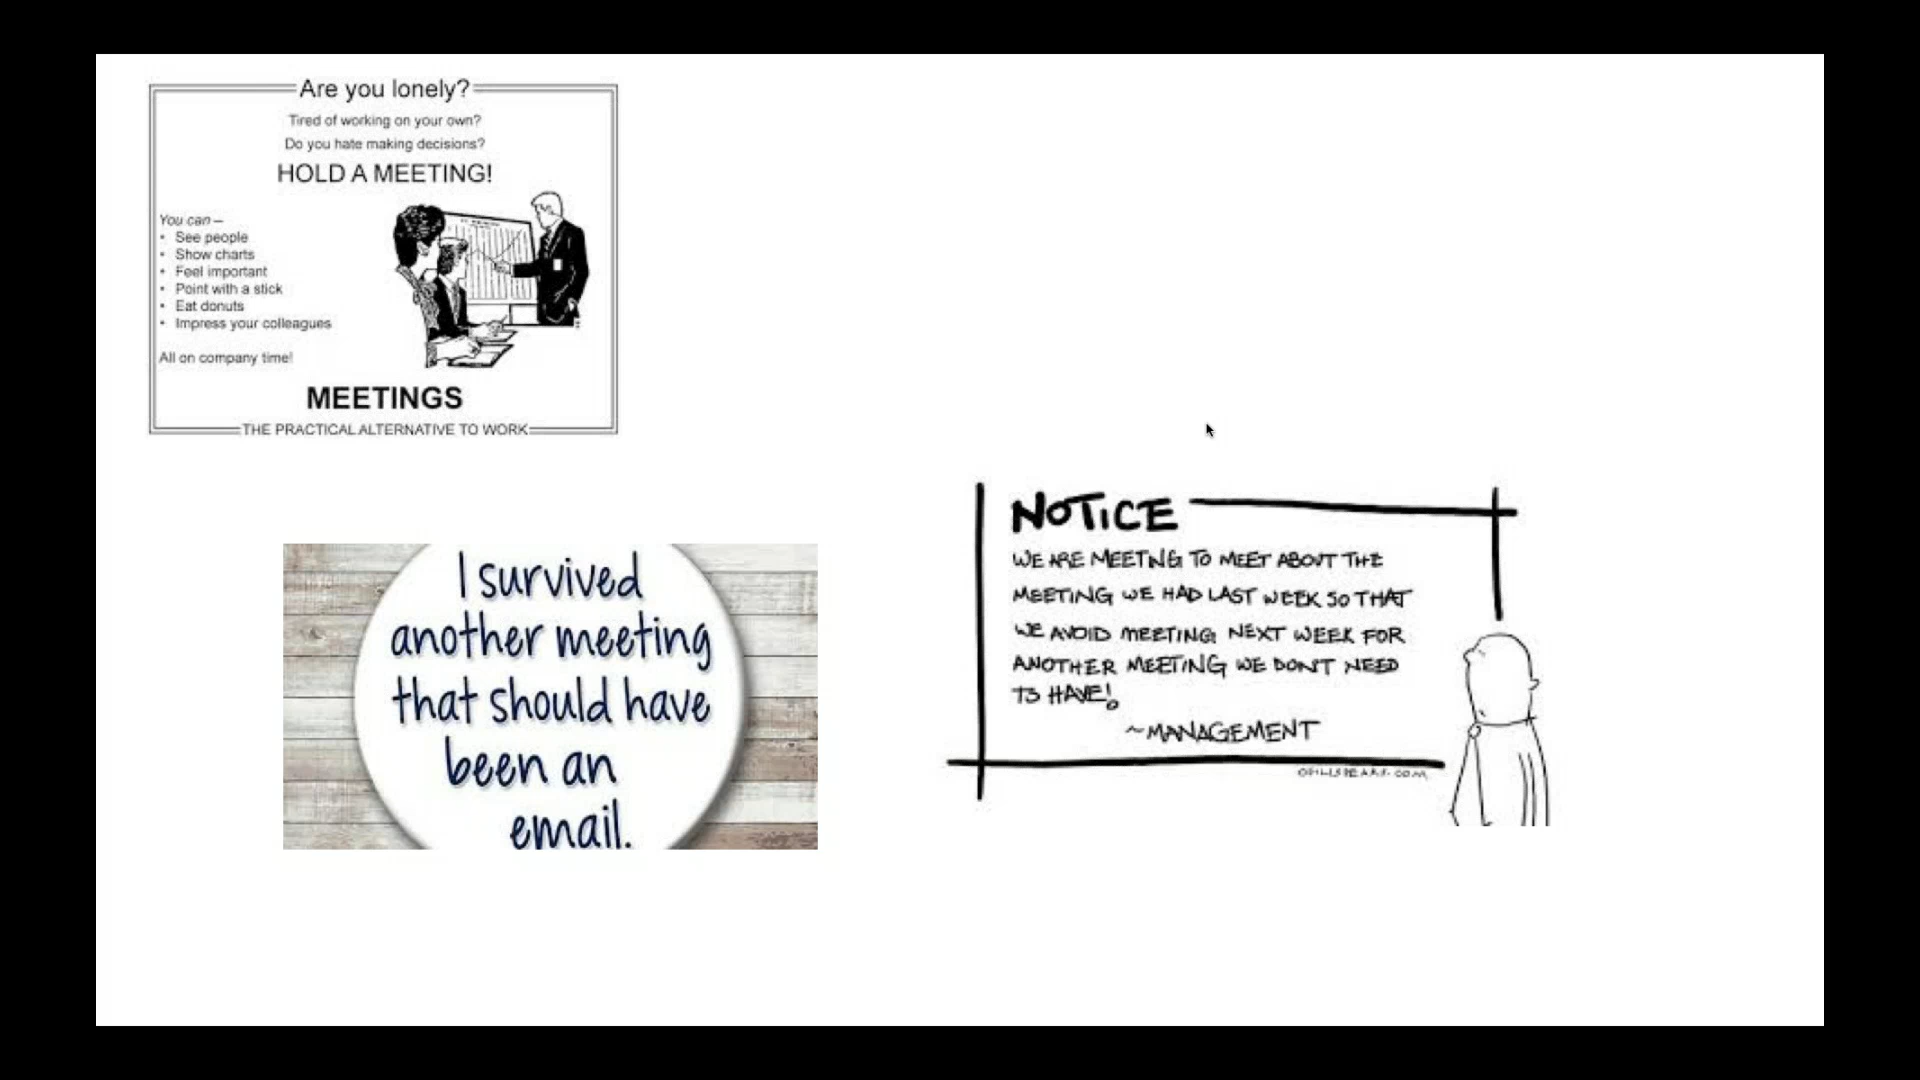 Are you lonely?
Tired of working on your own?
Do you hate making decisions?
HOLD A MEETING!
You can –
• See people
• Show charts
• Feel important
• Point with a stick
• Eat donuts
• Impress your colleagues
All on company time!
MEETINGS
THE PRACTICAL ALTERNATIVE TO WORK
I survived
another meeting
that should have
been an
email.
NOTICE
WE ARE MEETING TO MEET ABOUT THE
MEETING WE HAD LAST WEEK SO THAT
WE AVOID MEETING NEXT WEEK FOR
ANOTHER MEETING WE DON'T NEED
TO HAVE!
~MANAGEMENT